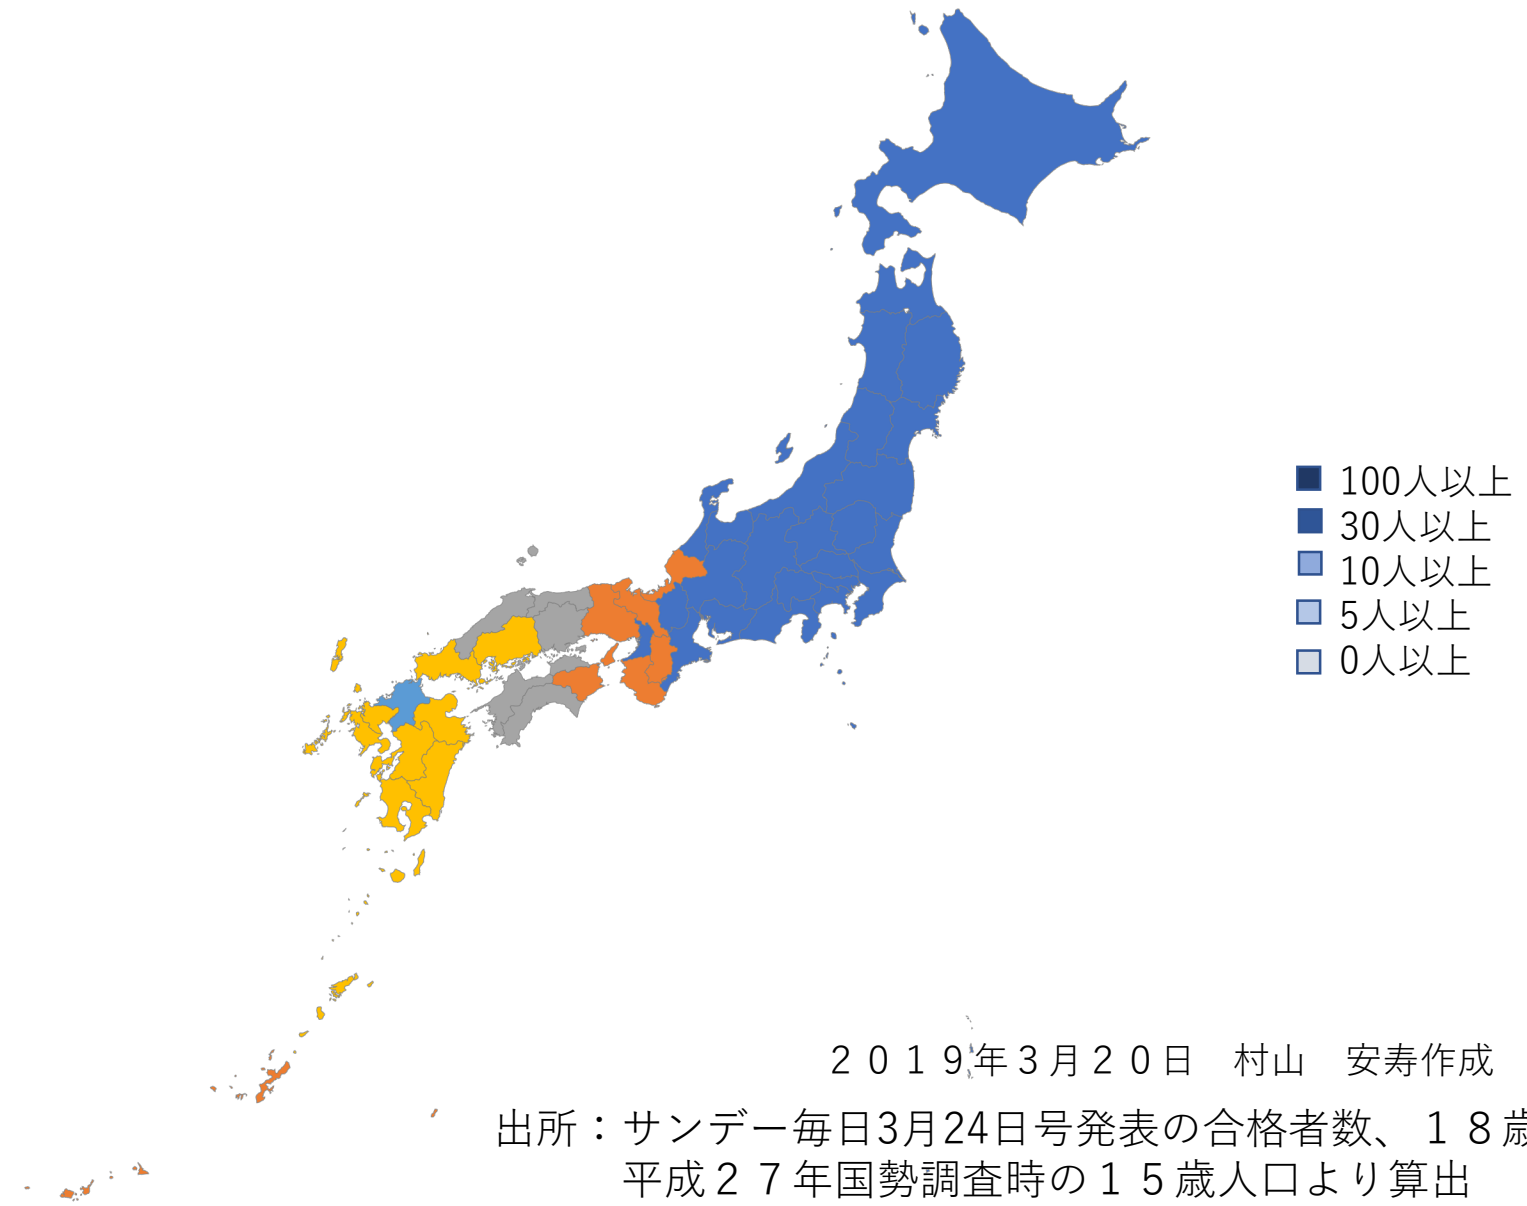 100人以上
30人以上
10人以上
5人以上
0人以上
２０１９年３月２０日　村山　安寿作成
出所：サンデー毎日3月24日号発表の合格者数、１８歳
平成２７年国勢調査時の１５歳人口より算出